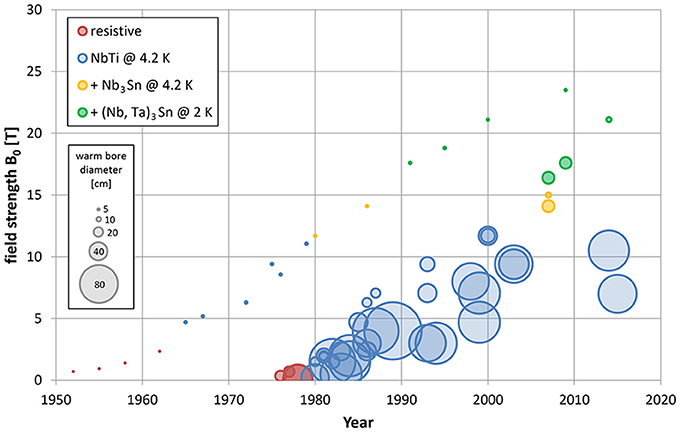 30
25
20
15
10
5
0
field strength B₀ [T]
resistive
NbTi @ 4.2 K
+ Nb₃Sn @ 4.2 K
+ (Nb, Ta)₃Sn @ 2 K
warm bore
diameter
[cm]
5
10
20
40
80
1950 1960 1970 1980 1990 2000 2010 2020
Year